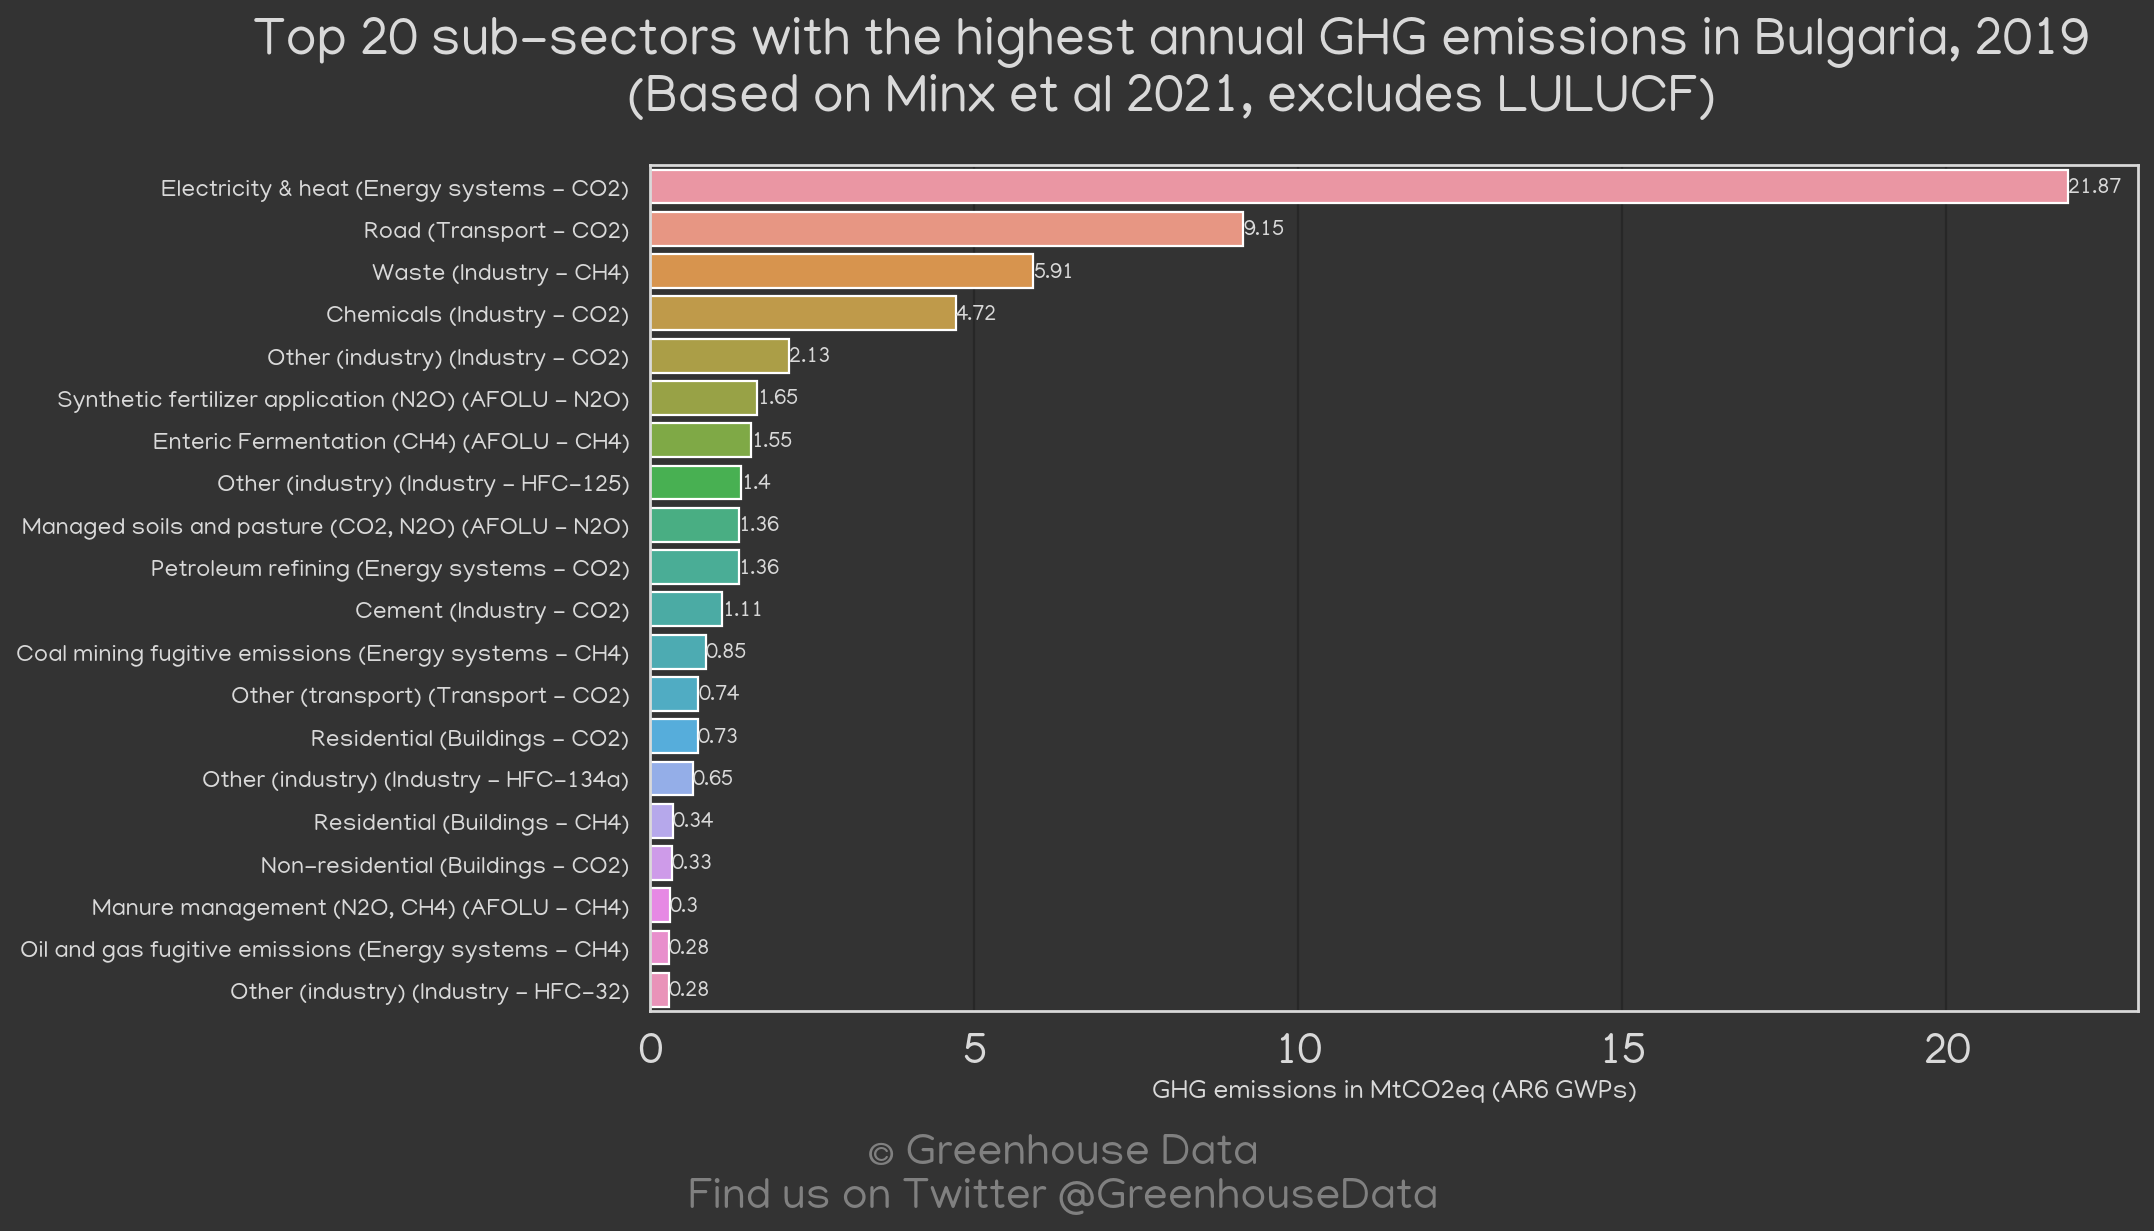 Top 20 sub-sectors with the highest annual GHG emissions in Bulgaria, 2019
(Based on Minx et al 2021, excludes LULUCF)
Electricity & heat (Energy systems - CO2) 21.87
Road (Transport - CO2) 9.15
Waste (Industry - CH4) 5.91
Chemicals (Industry - CO2) 4.72
Other (industry) (Industry - CO2) 2.13
Synthetic fertilizer application (N2O) (AFOLU - N2O) 1.65
Enteric Fermentation (CH4) (AFOLU - CH4) 1.55
Other (industry) (Industry - HFC-125) 1.4
Managed soils and pasture (CO2, N2O) (AFOLU - N2O) 1.36
Petroleum refining (Energy systems - CO2) 1.36
Cement (Industry - CO2) 1.11
Coal mining fugitive emissions (Energy systems - CH4) 0.85
Other (transport) (Transport - CO2) 0.74
Residential (Buildings - CO2) 0.73
Other (industry) (Industry - HFC-134a) 0.65
Residential (Buildings - CH4) 0.34
Non-residential (Buildings - CO2) 0.33
Manure management (N2O, CH4) (AFOLU - CH4) 0.3
Oil and gas fugitive emissions (Energy systems - CH4) 0.28
Other (industry) (Industry - HFC-32) 0.28
0 5 10 15 20
GHG emissions in MtCO2eq (AR6 GWPs)
© Greenhouse Data
Find us on Twitter @GreenhouseData